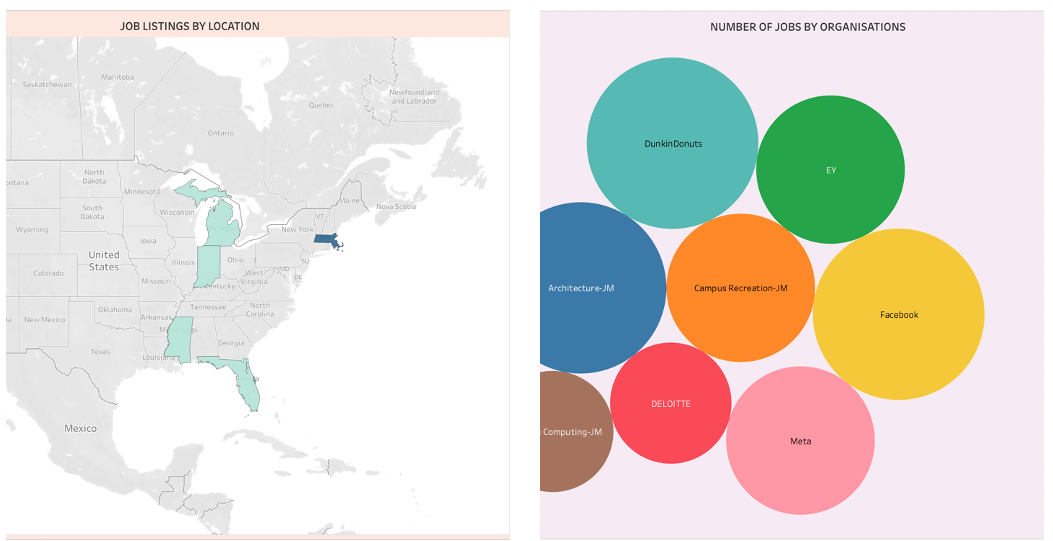 JOB LISTINGS BY LOCATION
Saskatchewan
Manitoba
Newfoundland
and Labrador
Quebec
Ontario
ontana
North
Dakota
Minnesota
Maine
Nova Scotia
South
Dakota
Wisconsin
VT
New York
Wyoming
Iowa
United
States
Illinois
Ohio
NJ
Colorado
MD
DE
Missouri
West
Virginia
Kentucky
Oklahoma
Tennessee
North
Carolina
New Mexico
Arkansas
Texas
Georgia
Louisiana
Mexico
NUMBER OF JOBS BY ORGANISATIONS
DunkinDonuts
EY
Architecture-JM
Campus Recreation-JM
Facebook
DELOITTE
Computing-JM
Meta